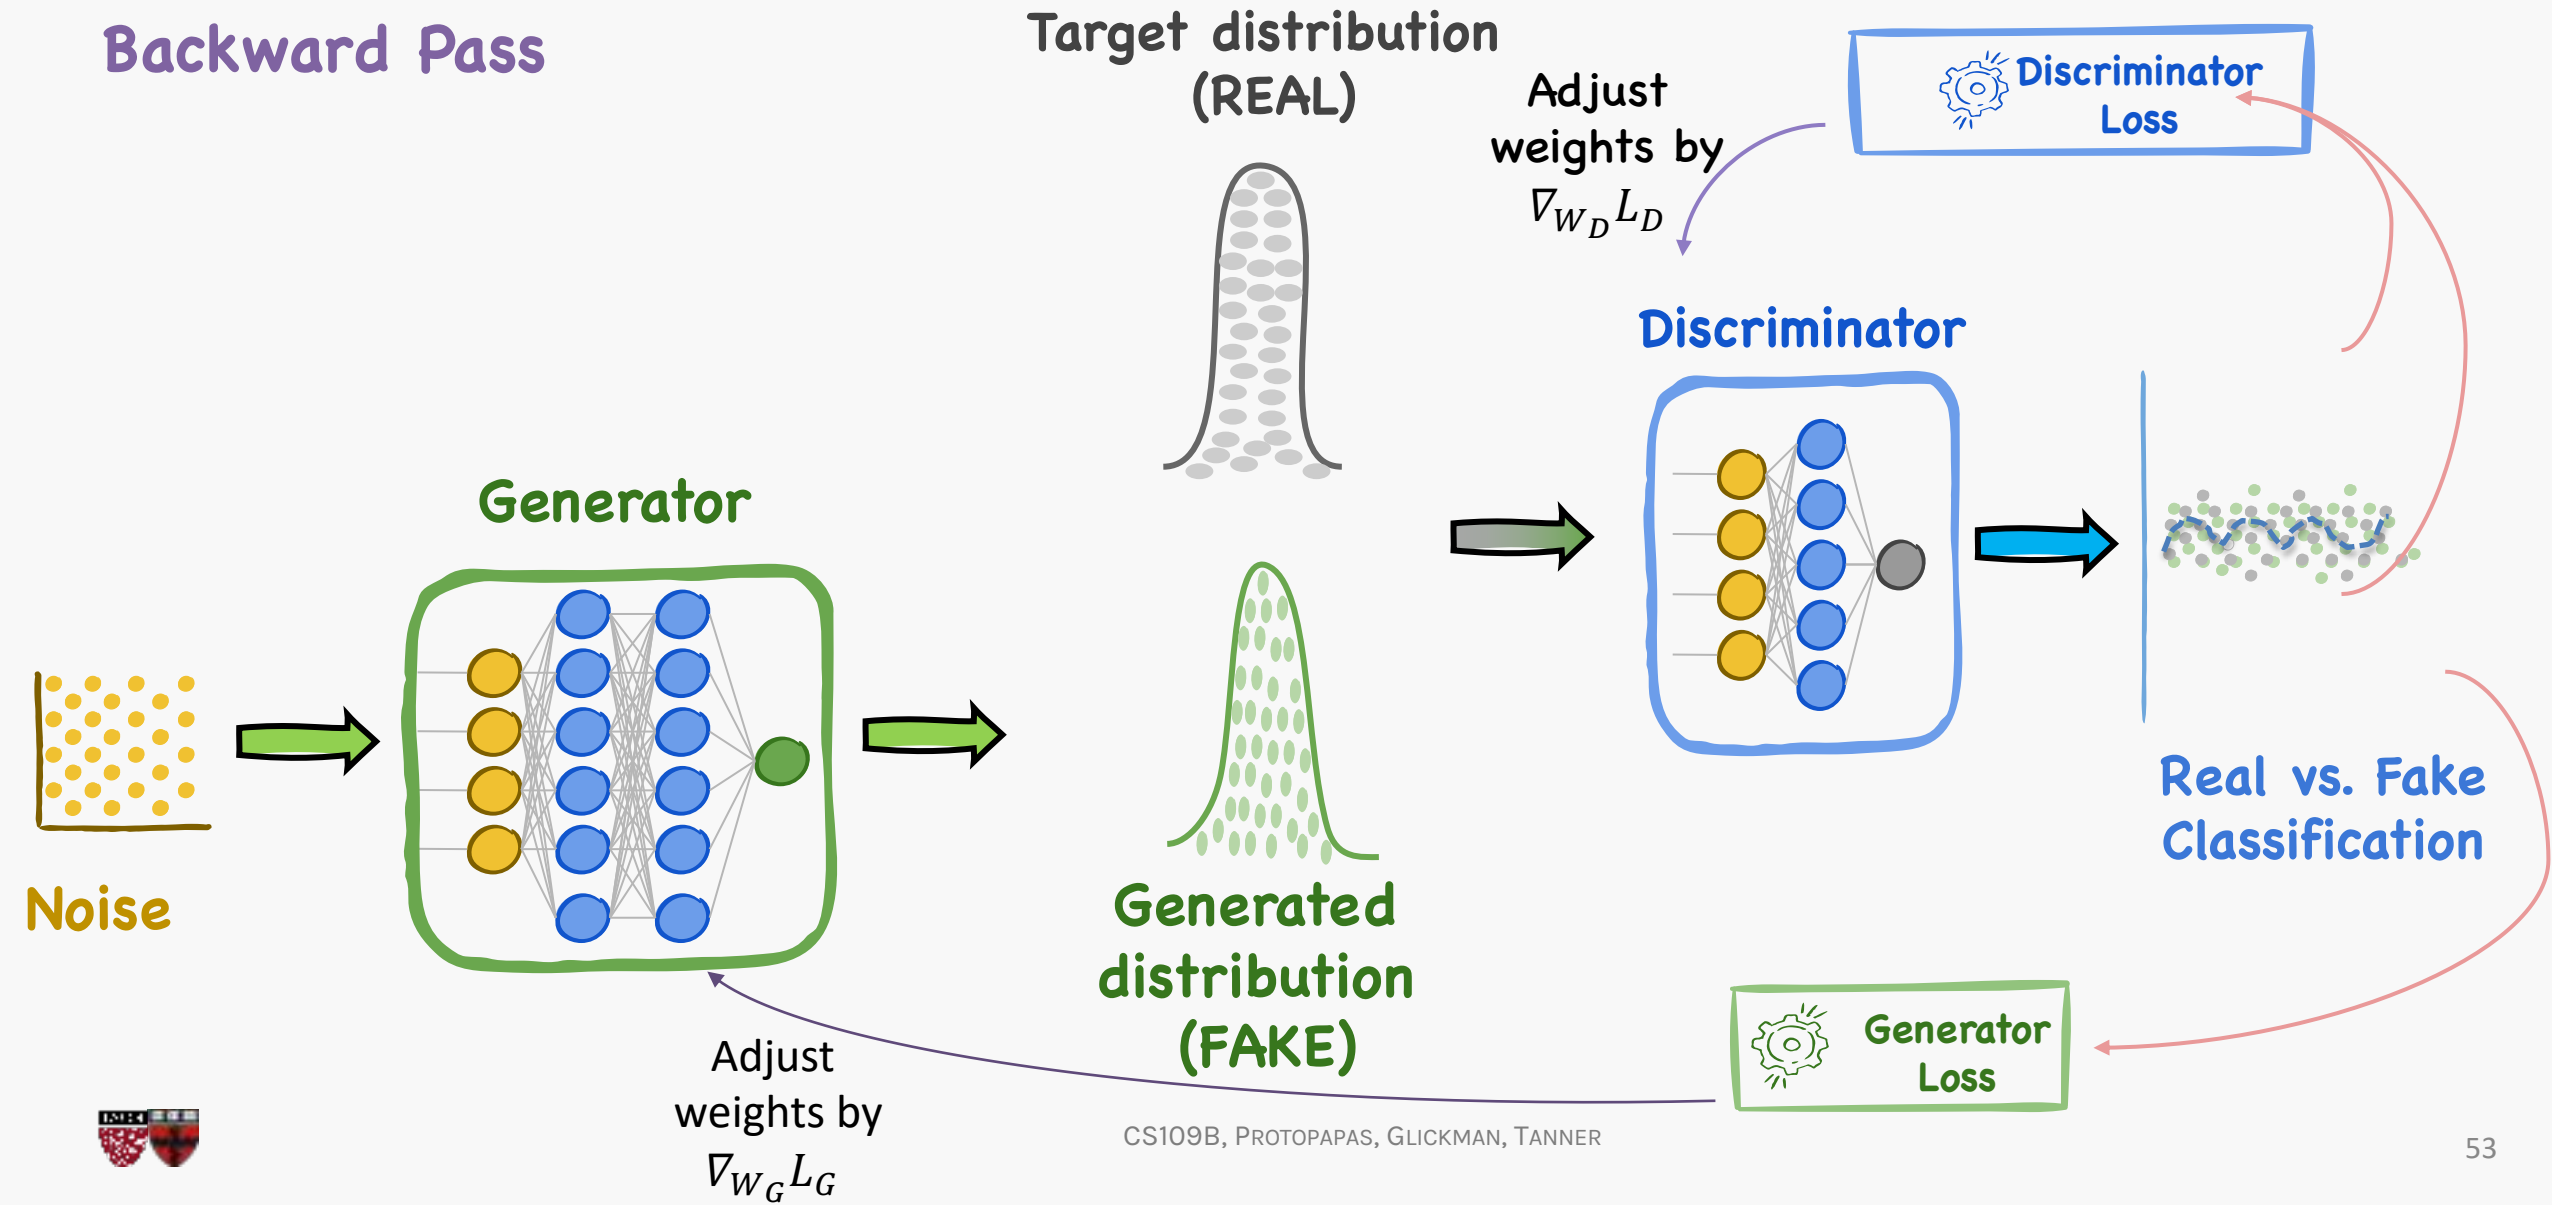 Backward Pass
Target distribution
(REAL)
Adjust
weights by
∇_{W_D} L_D
Discriminator
Loss
Discriminator
Generator
Noise
Real vs. Fake
Classification
Generated
distribution
(FAKE)
Generator
Loss
Adjust
weights by
∇_{W_G} L_G
CS109B, PROTOPAPAS, GLICKMAN, TANNER
53